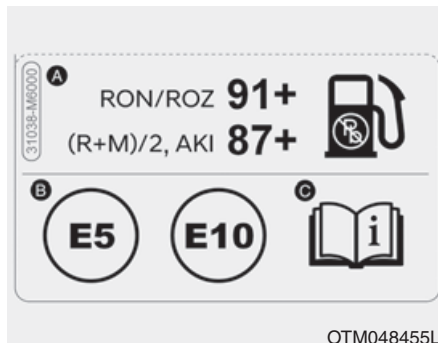 31038-M6000
A
RON/ROZ 91+
(R+M)/2, AKI 87+
Pb
B
C
E5
E10
i
OTM048455L